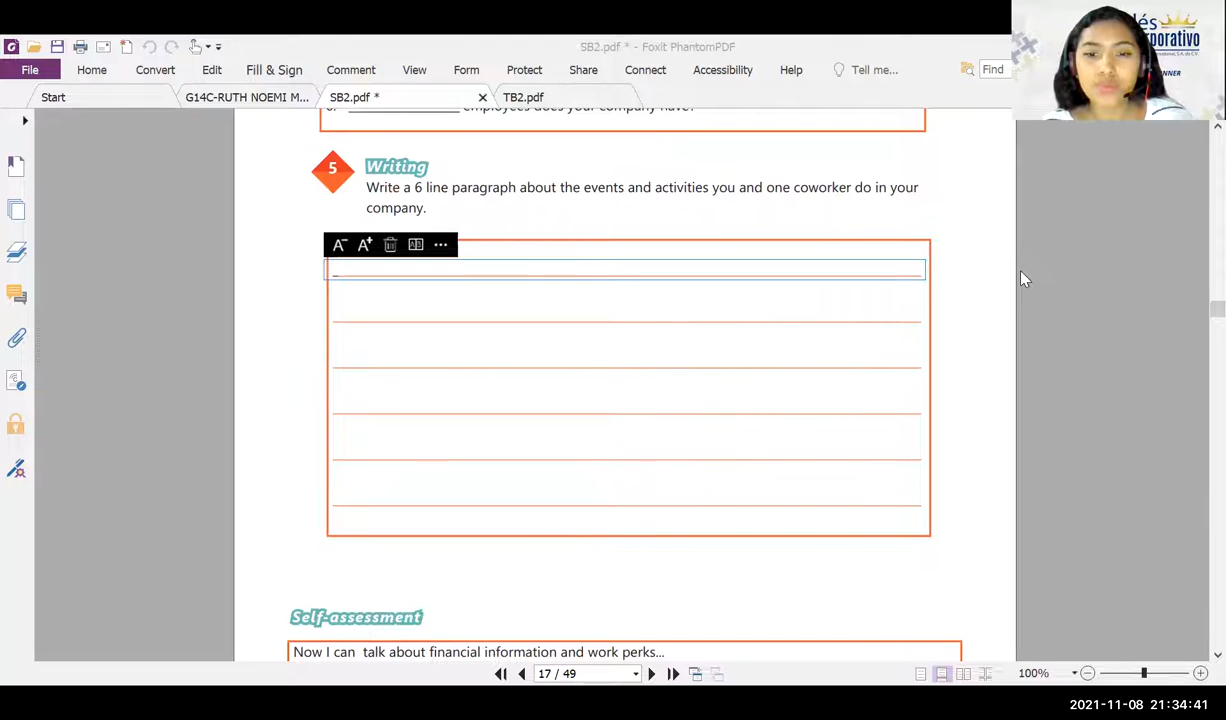 SB2.pdf * - Foxit PhantomPDF
File Home Convert Edit Fill & Sign Comment View Form Protect Share Connect Accessibility Help Tell me... Find
Start G14C-RUTH NOEMI M... SB2.pdf * TB2.pdf
employees does your company have?
5 Writing
Write a 6 line paragraph about the events and activities you and one coworker do in your
company.
Self-assessment
Now I can talk about financial information and work perks...
17 / 49
100%
2021-11-08 21:34:41